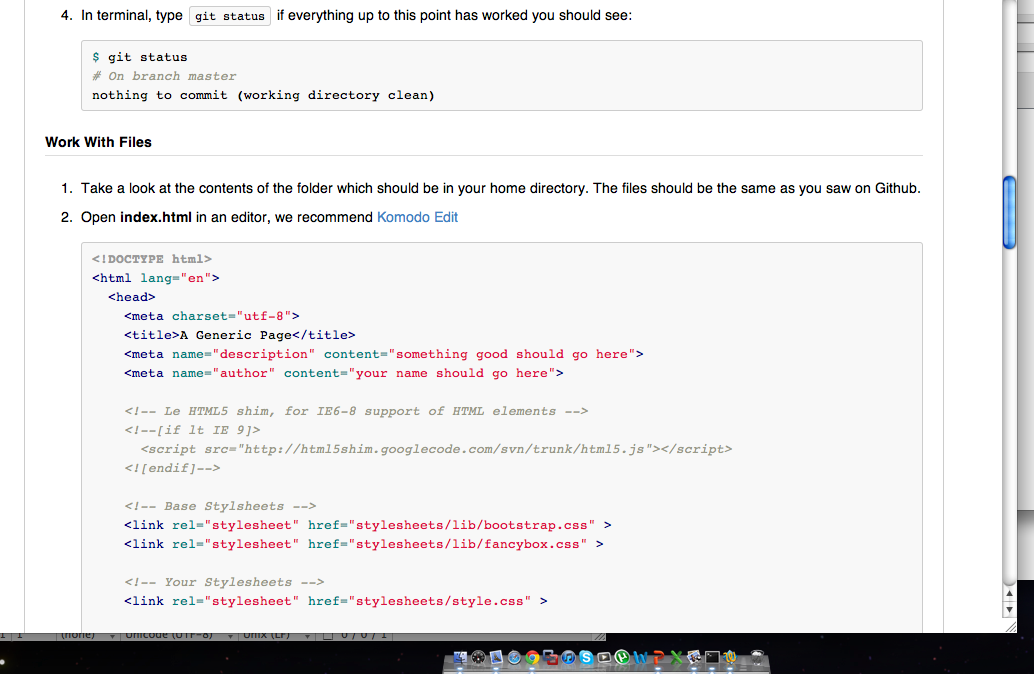 4. In terminal, type git status if everything up to this point has worked you should see:
$ git status
# On branch master
nothing to commit (working directory clean)
Work With Files
1. Take a look at the contents of the folder which should be in your home directory. The files should be the same as you saw on Github.
2. Open index.html in an editor, we recommend Komodo Edit
<!DOCTYPE html>
<html lang="en">
<head>
<meta charset="utf-8">
<title>A Generic Page</title>
<meta name="description" content="something good should go here">
<meta name="author" content="your name should go here">
<!-- Le HTML5 shim, for IE6-8 support of HTML elements -->
<!--[if lt IE 9]>
<script src="http://html5shim.googlecode.com/svn/trunk/html5.js"></script>
<![endif]-->
<!-- Base Stylsheets -->
<link rel="stylesheet" href="stylesheets/lib/bootstrap.css" >
<link rel="stylesheet" href="stylesheets/lib/fancybox.css" >
<!-- Your Stylesheets -->
<link rel="stylesheet" href="stylesheets/style.css" >
(none) Unicode (UTF-8) Unix (LF) 0 / 0 / 1